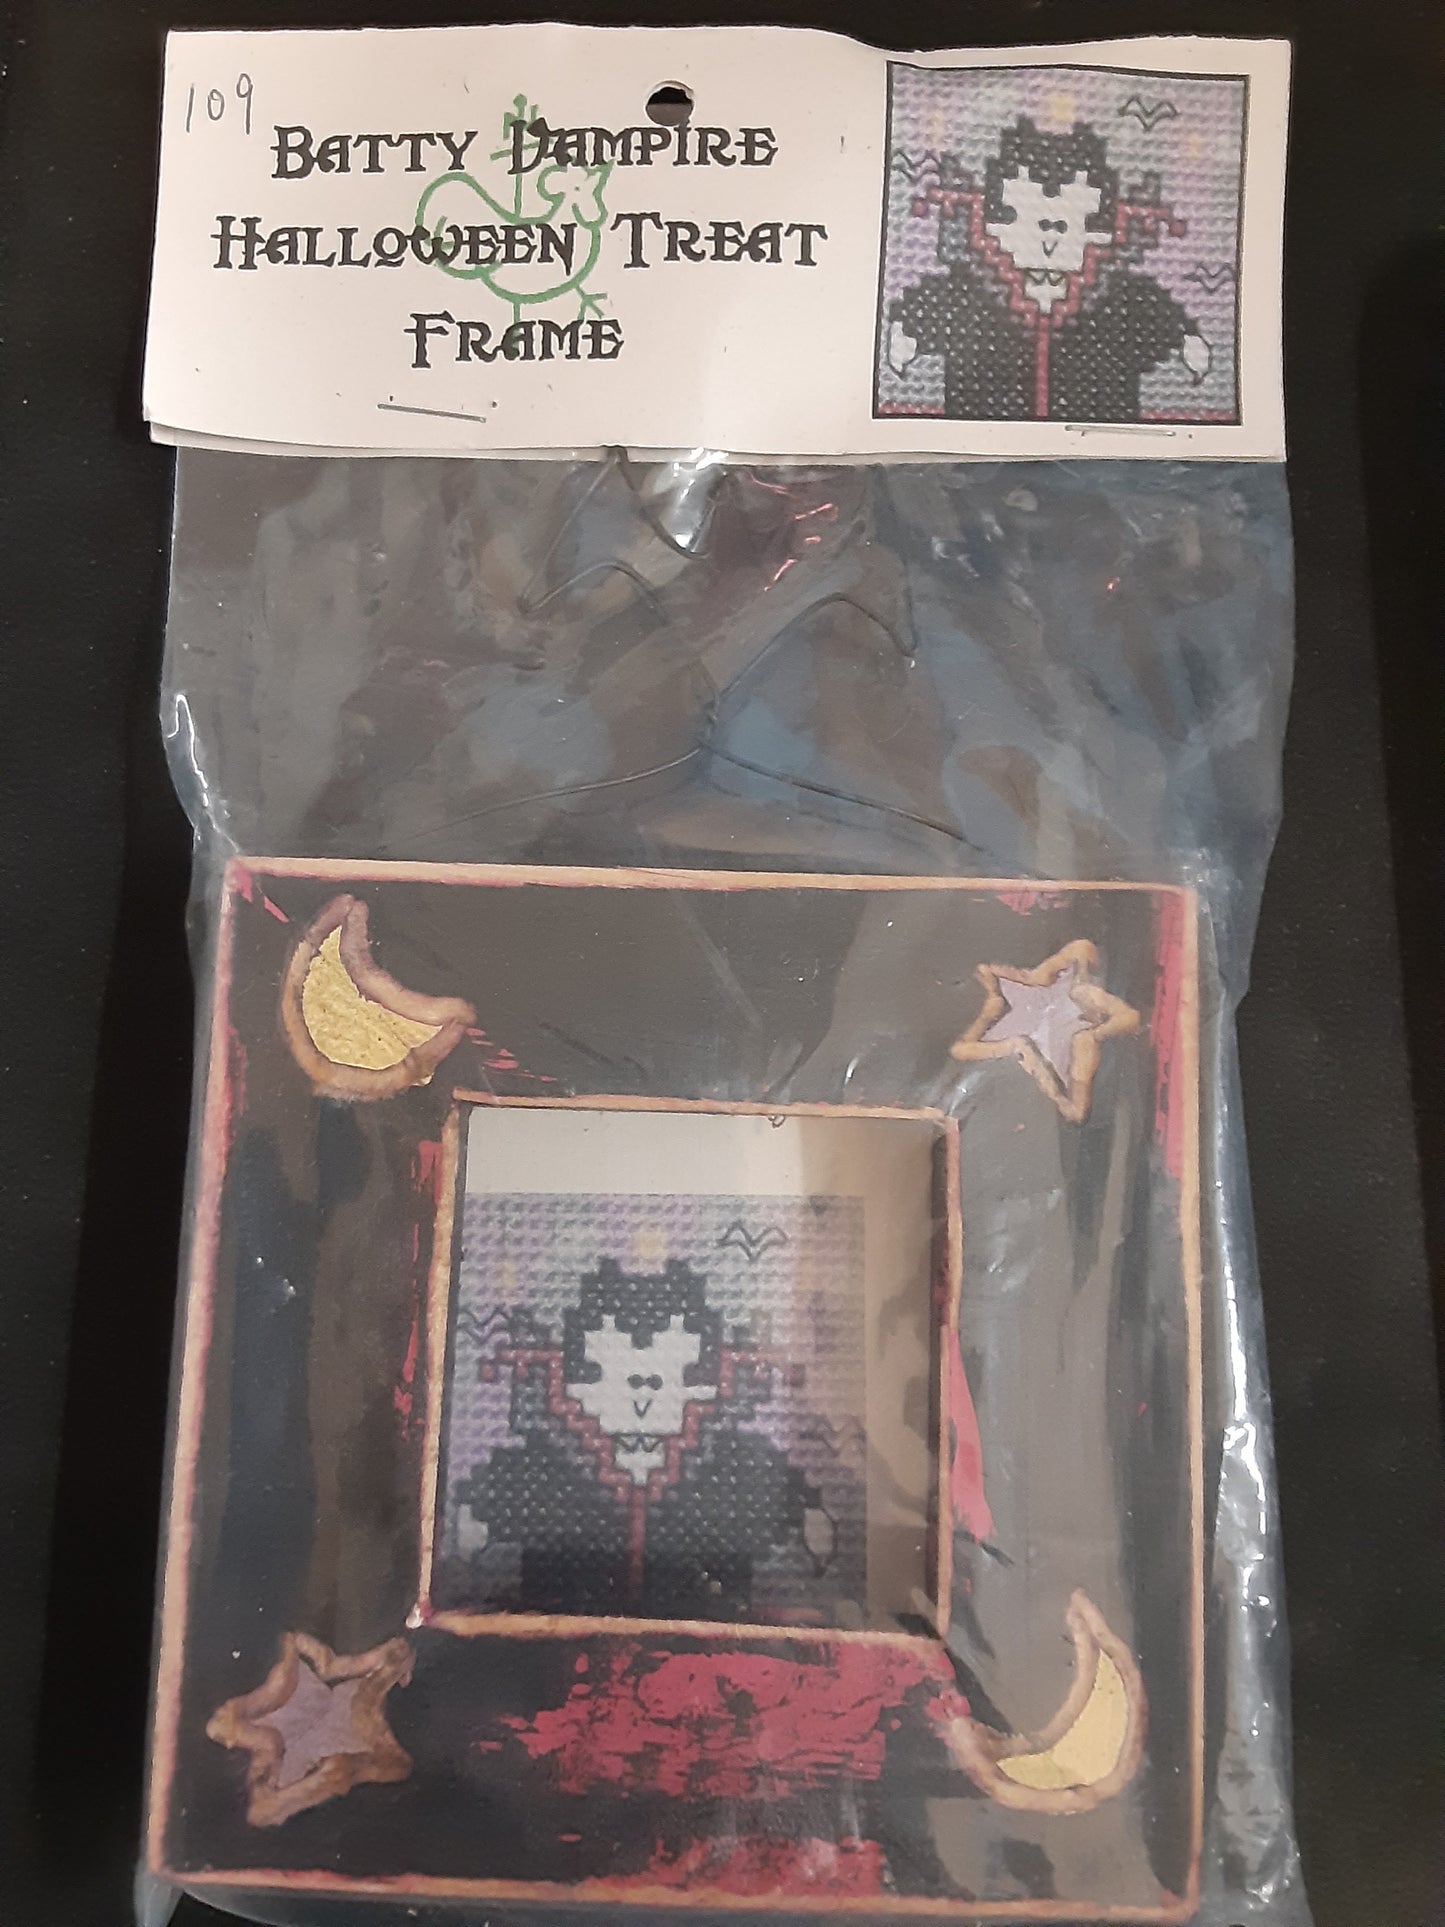 109
Batty Vampire
Halloween Treat
Frame